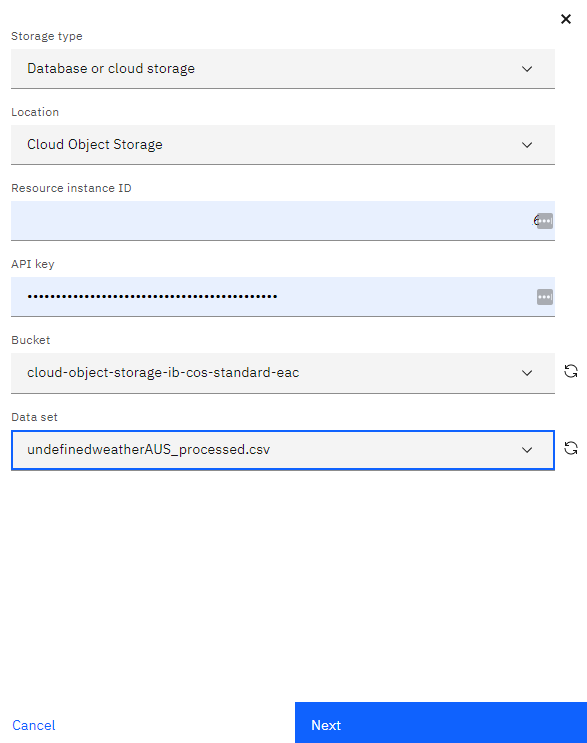 Storage type
Database or cloud storage
Location
Cloud Object Storage
Resource instance ID
API key
••••••••••••••••••••••••••••••••••••••••••••
Bucket
cloud-object-storage-ib-cos-standard-eac
Data set
undefinedweatherAUS_processed.csv
Cancel
Next